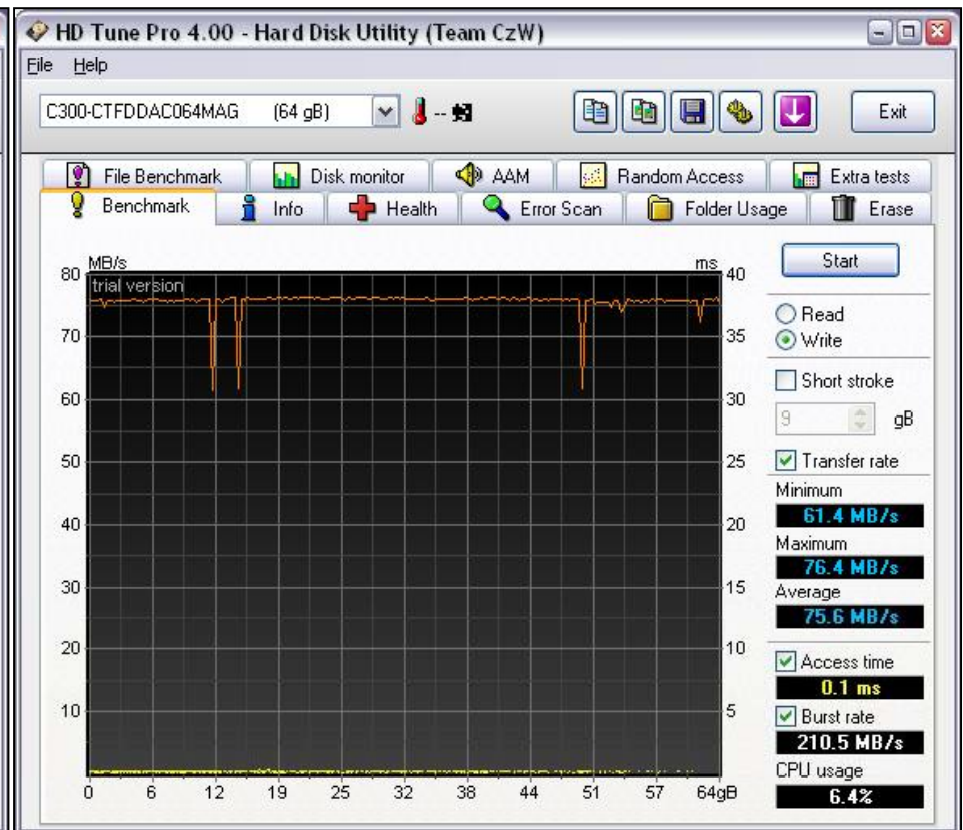 HD Tune Pro 4.00 - Hard Disk Utility (Team CzW)
File Help
C300-CTFDDAC064MAG (64 gB) -- Exit
File Benchmark Disk monitor AAM Random Access Extra tests
Benchmark Info Health Error Scan Folder Usage Erase
Start
MB/s ms
trial version
80 40
70 35
60 30
50 25
40 20
30 15
20 10
10 5
0 6 12 19 25 32 38 44 51 57 64gB
Read
Write
Short stroke
9 gB
Transfer rate
Minimum
61.4 MB/s
Maximum
76.4 MB/s
Average
75.6 MB/s
Access time
0.1 ms
Burst rate
210.5 MB/s
CPU usage
6.4%